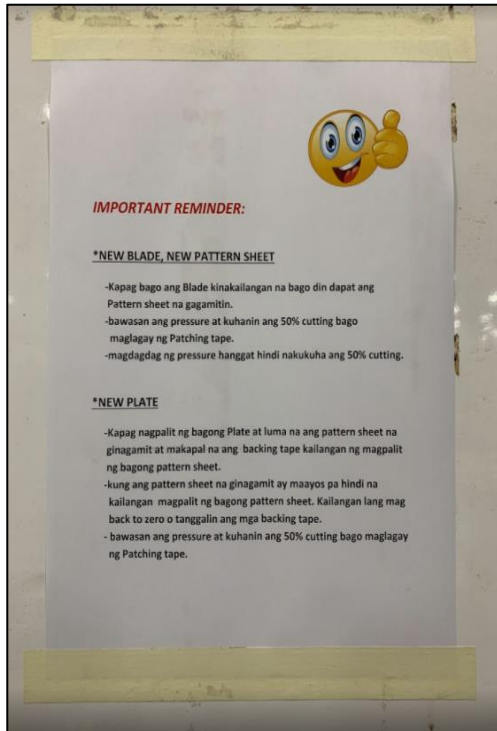 IMPORTANT REMINDER:
*NEW BLADE, NEW PATTERN SHEET
-Kapag bago ang Blade kinakailangan na bago din dapat ang
Pattern sheet na gagamitin.
-bawasan ang pressure at kuhanin ang 50% cutting bago
maglagay ng Patching tape.
-magdagdag ng pressure hanggat hindi nakukuha ang 50% cutting.
*NEW PLATE
-Kapag nagpalit ng bagong Plate at luma na ang pattern sheet na
ginagamit at makapal na ang backing tape kailangan ng magpalit
ng bagong pattern sheet.
-kung ang pattern sheet na ginagamit ay maayos pa hindi na
kailangan magpalit ng bagong pattern sheet. Kailangan lang mag
back to zero o tanggalin ang mga backing tape.
- bawasan ang pressure at kuhanin ang 50% cutting bago maglagay
ng Patching tape.